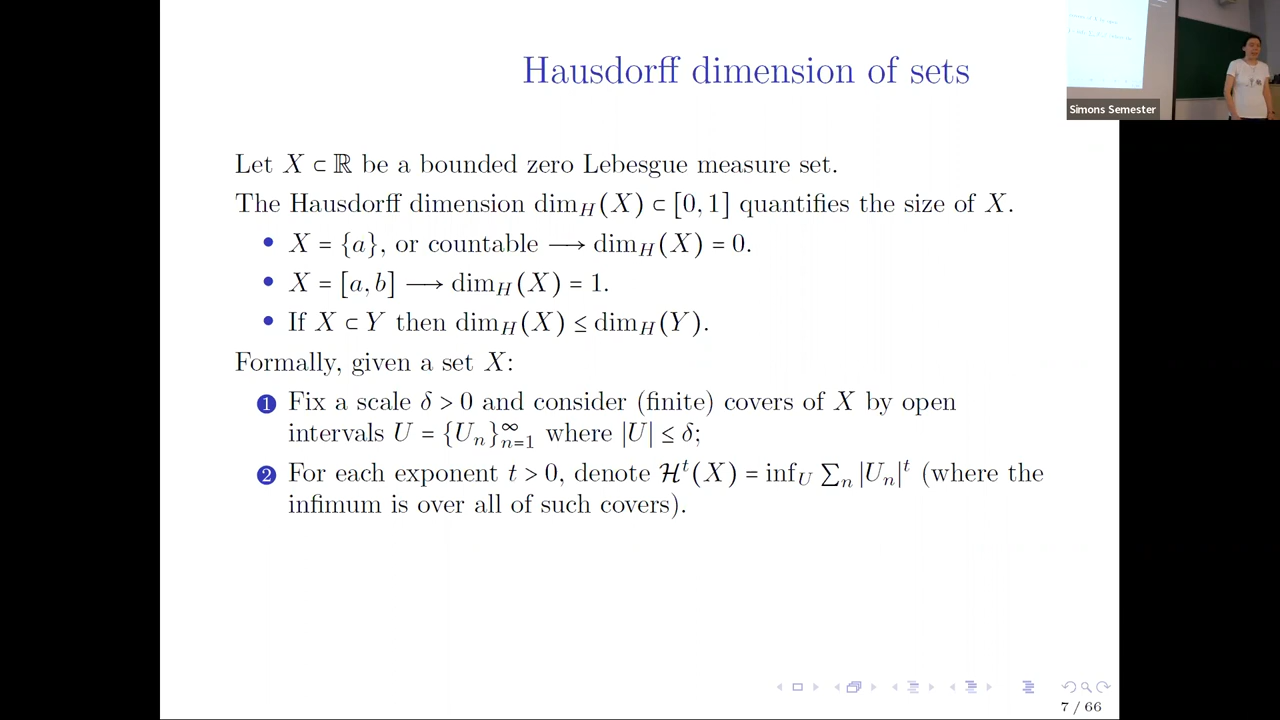 Hausdorff dimension of sets
Simons Semester
Let X ⊂ ℝ be a bounded zero Lebesgue measure set.
The Hausdorff dimension dim_H(X) ⊂ [0, 1] quantifies the size of X.
• X = {a}, or countable ⟶ dim_H(X) = 0.
• X = [a, b] ⟶ dim_H(X) = 1.
• If X ⊂ Y then dim_H(X) ≤ dim_H(Y).
Formally, given a set X:
1 Fix a scale δ > 0 and consider (finite) covers of X by open
intervals U = {U_n}_{n=1}^∞ where |U| ≤ δ;
2 For each exponent t > 0, denote ℋ^t(X) = inf_U ∑_n |U_n|^t (where the
infimum is over all of such covers).
7 / 66